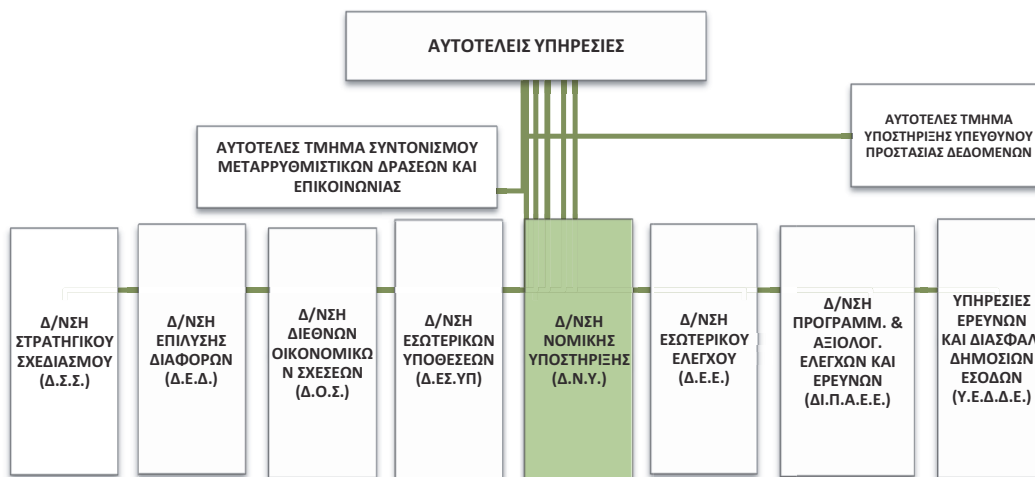 ΑΥΤΟΤΕΛΕΙΣ ΥΠΗΡΕΣΙΕΣ
ΑΥΤΟΤΕΛΕΣ ΤΜΗΜΑ ΣΥΝΤΟΝΙΣΜΟΥ
ΜΕΤΑΡΡΥΘΜΙΣΤΙΚΩΝ ΔΡΑΣΕΩΝ ΚΑΙ
ΕΠΙΚΟΙΝΩΝΙΑΣ
ΑΥΤΟΤΕΛΕΣ ΤΜΗΜΑ
ΥΠΟΣΤΗΡΙΞΗΣ ΥΠΕΥΘΥΝΟΥ
ΠΡΟΣΤΑΣΙΑΣ ΔΕΔΟΜΕΝΩΝ
Δ/ΝΣΗ
ΣΤΡΑΤΗΓΙΚΟΥ
ΣΧΕΔΙΑΣΜΟΥ
(Δ.Σ.Σ.)
Δ/ΝΣΗ
ΕΠΙΛΥΣΗΣ
ΔΙΑΦΟΡΩΝ
(Δ.Ε.Δ.)
Δ/ΝΣΗ
ΔΙΕΘΝΩΝ
ΟΙΚΟΝΟΜΙΚΩ
Ν ΣΧΕΣΕΩΝ
(Δ.Ο.Σ.)
Δ/ΝΣΗ
ΕΣΩΤΕΡΙΚΩΝ
ΥΠΟΘΕΣΕΩΝ
(Δ.ΕΣ.ΥΠ)
Δ/ΝΣΗ
ΝΟΜΙΚΗΣ
ΥΠΟΣΤΗΡΙΞΗΣ
(Δ.Ν.Υ.)
Δ/ΝΣΗ
ΕΣΩΤΕΡΙΚΟΥ
ΕΛΕΓΧΟΥ
(Δ.Ε.Ε.)
Δ/ΝΣΗ
ΠΡΟΓΡΑΜΜ. &
ΑΞΙΟΛΟΓ.
ΕΛΕΓΧΩΝ ΚΑΙ
ΕΡΕΥΝΩΝ
(ΔΙ.Π.Α.Ε.Ε.)
ΥΠΗΡΕΣΙΕΣ
ΕΡΕΥΝΩΝ
ΚΑΙ ΔΙΑΣΦΑΛ
ΔΗΜΟΣΙΩΝ
ΕΣΟΔΩΝ
(Υ.Ε.Δ.Δ.Ε.)